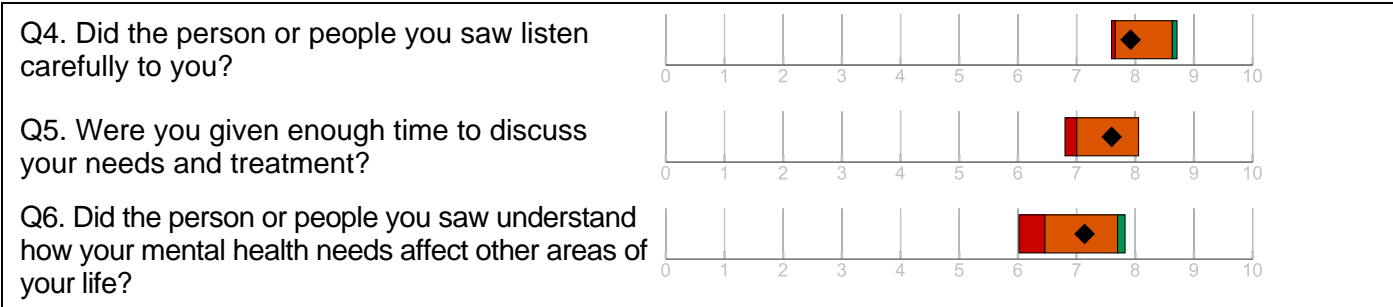 Q4. Did the person or people you saw listen
carefully to you?
0 1 2 3 4 5 6 7 8 9 10
Q5. Were you given enough time to discuss
your needs and treatment?
0 1 2 3 4 5 6 7 8 9 10
Q6. Did the person or people you saw understand
how your mental health needs affect other areas of
your life?
0 1 2 3 4 5 6 7 8 9 10